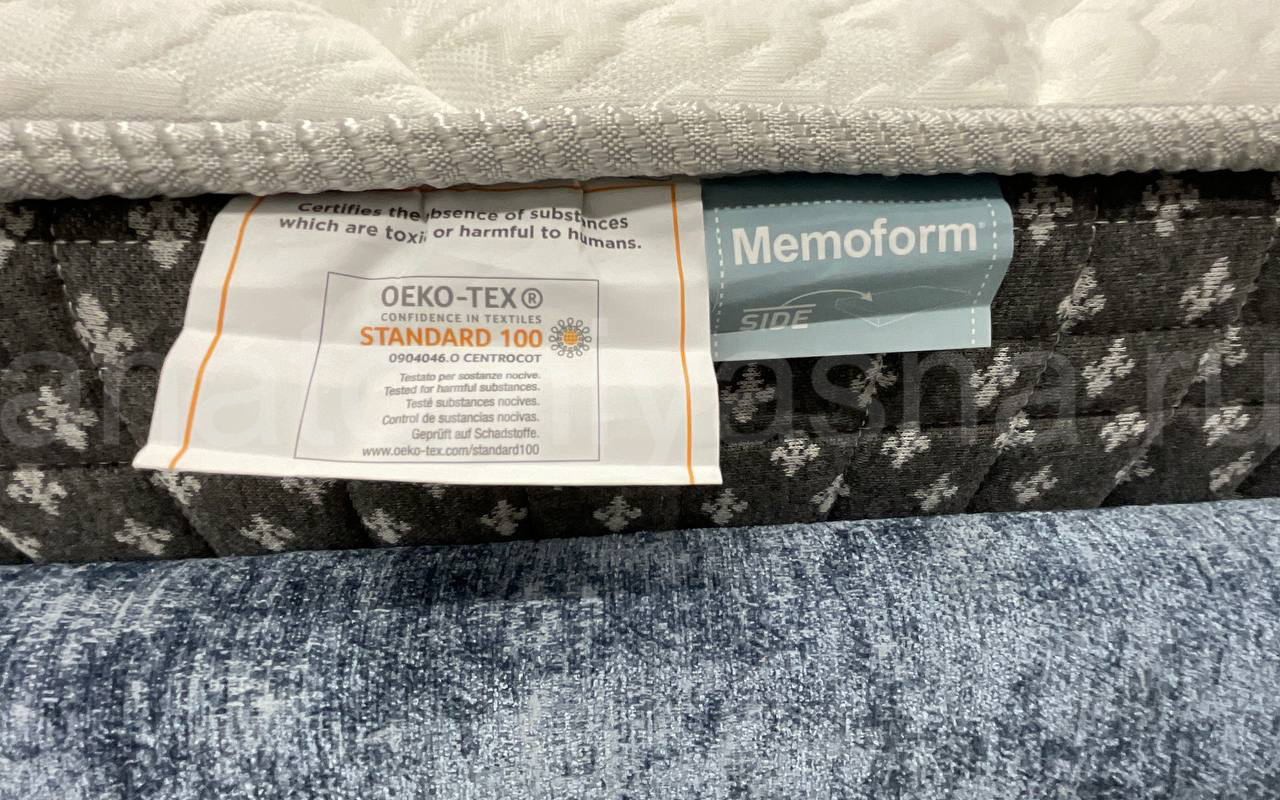 Certifies the absence of substances
which are toxic or harmful to humans.
OEKO-TEX®
CONFIDENCE IN TEXTILES
STANDARD 100
0904046.O CENTROCOT
Testato per sostanze nocive.
Tested for harmful substances.
Testé substances nocives.
Control de sustancias nocivas.
Geprüft auf Schadstoffe.
www.oeko-tex.com/standard100
Memoform®
SIDE